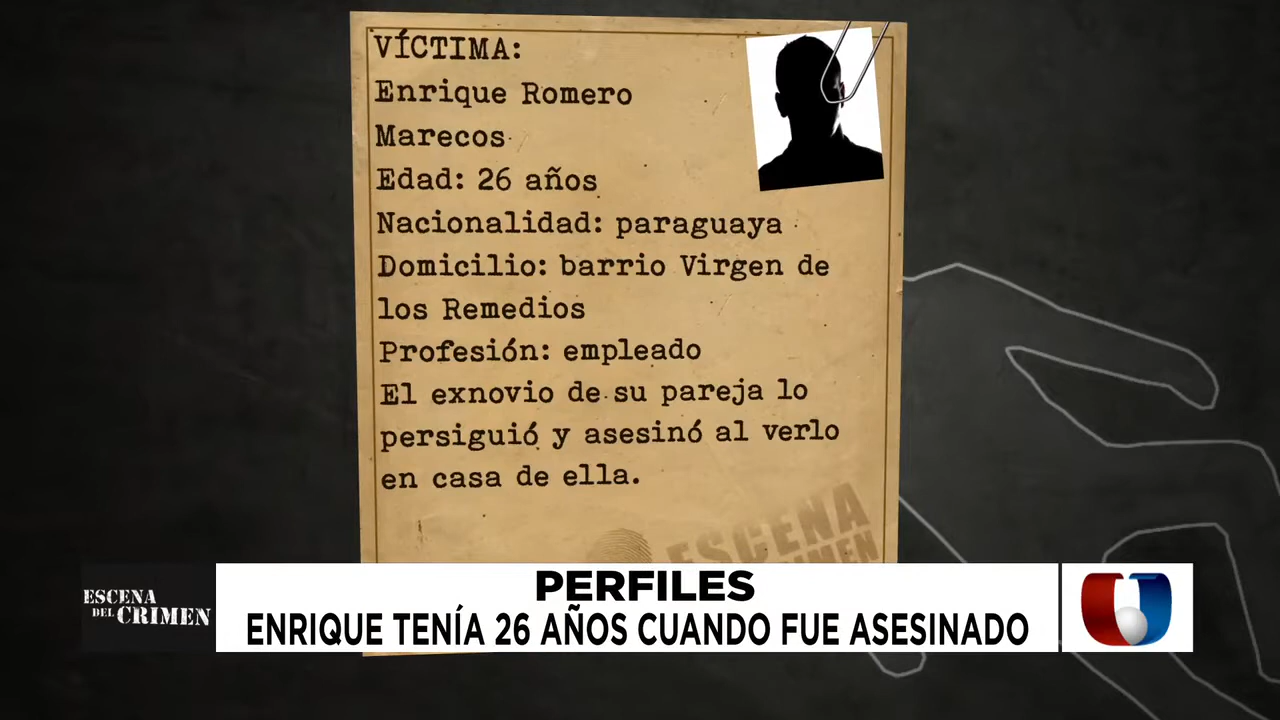 VÍCTIMA:
Enrique Romero
Marecos
Edad: 26 años
Nacionalidad: paraguaya
Domicilio: barrio Virgen de
los Remedios
Profesión: empleado
El exnovio de su pareja lo
persiguió y asesinó al verlo
en casa de ella.
ESCENA
PERFILES
ENRIQUE TENÍA 26 AÑOS CUANDO FUE ASESINADO
ESCENA
DEL CRIMEN